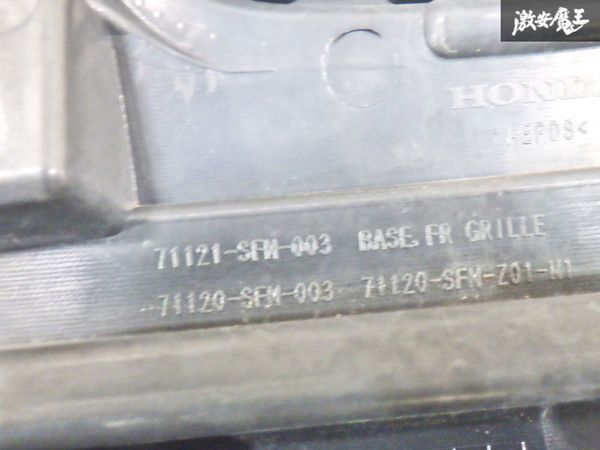 激安魔王
HONDA
71121-SFM-003 BASE, FR GRILLE
71120-SFM-003 71120-SFM-Z01-M1